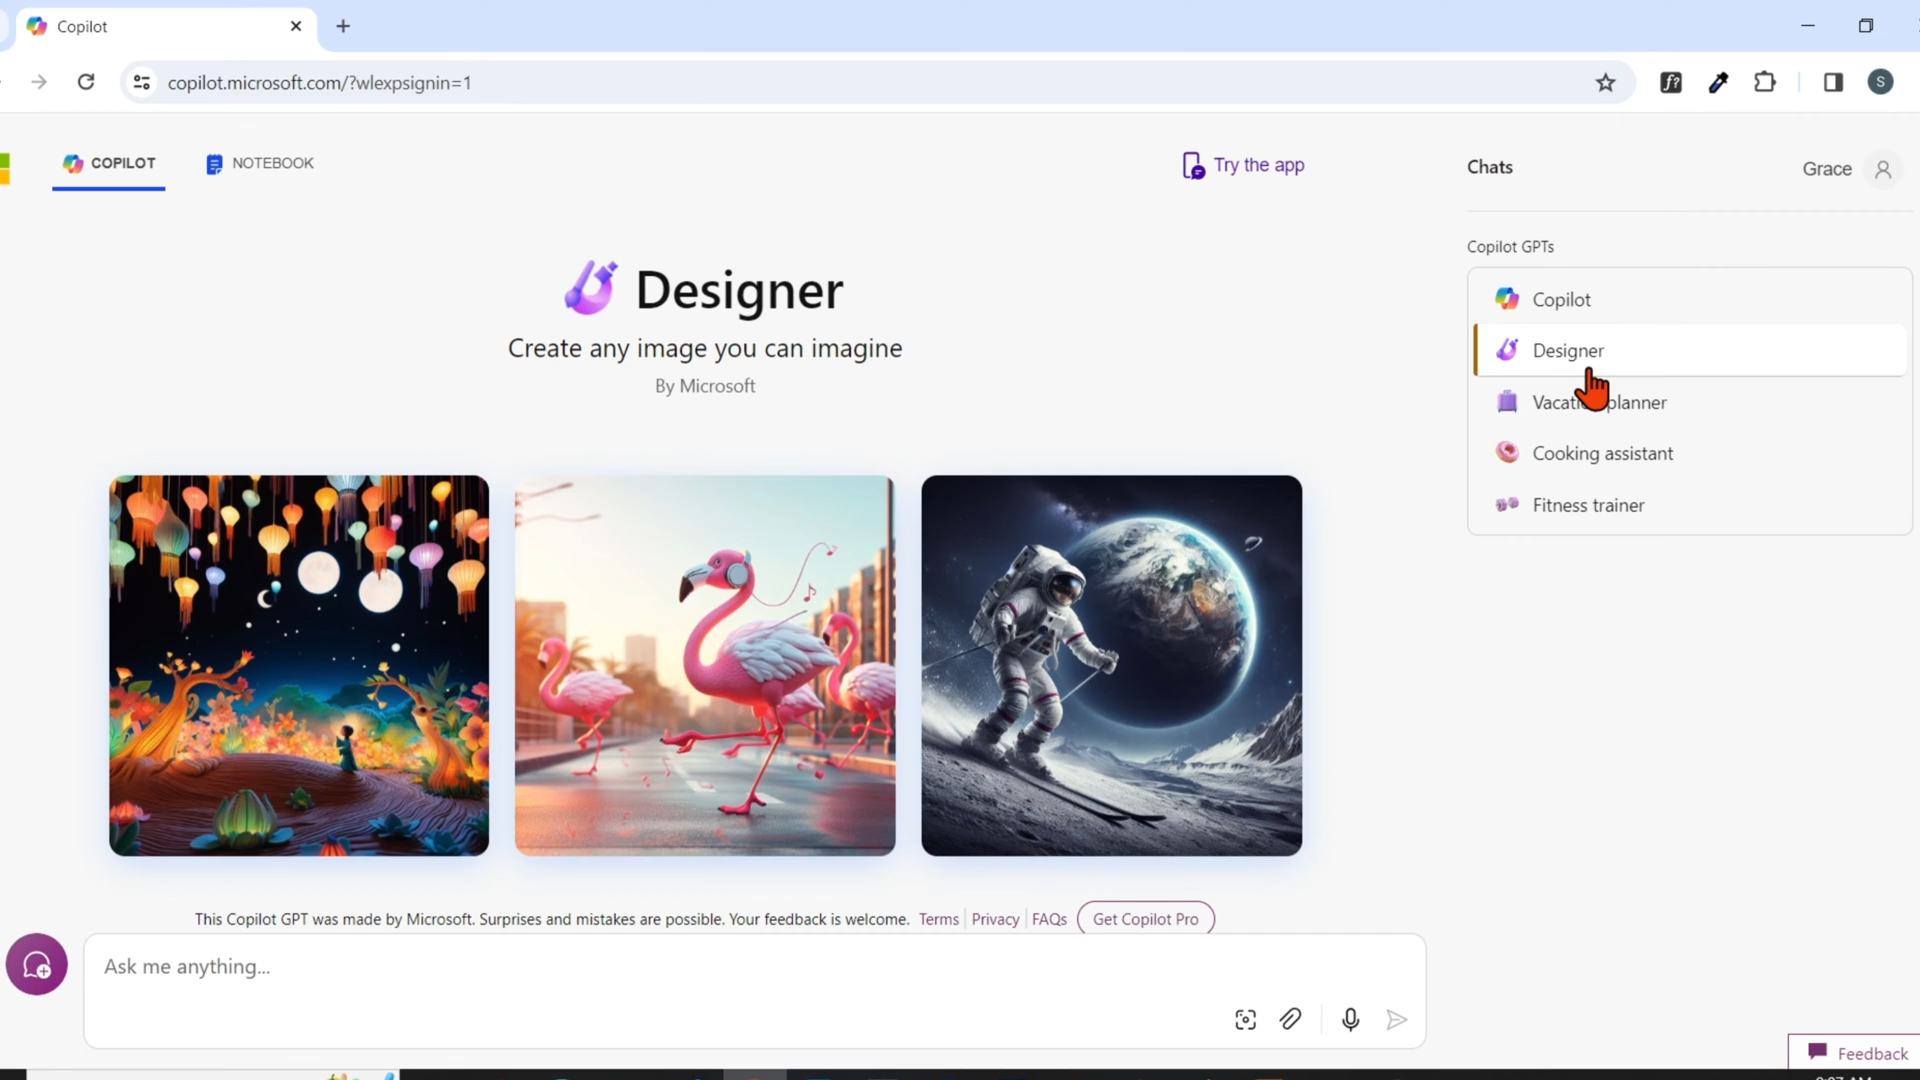 Copilot
copilot.microsoft.com/?wlexpsignin=1
S
COPILOT
NOTEBOOK
Try the app
Chats
Grace
Designer
Create any image you can imagine
By Microsoft
Copilot GPTs
Copilot
Designer
planner
Cooking assistant
Fitness trainer
This Copilot GPT was made by Microsoft. Surprises and mistakes are possible. Your feedback is welcome. Terms Privacy FAQs Get Copilot Pro
Ask me anything...
Feedback